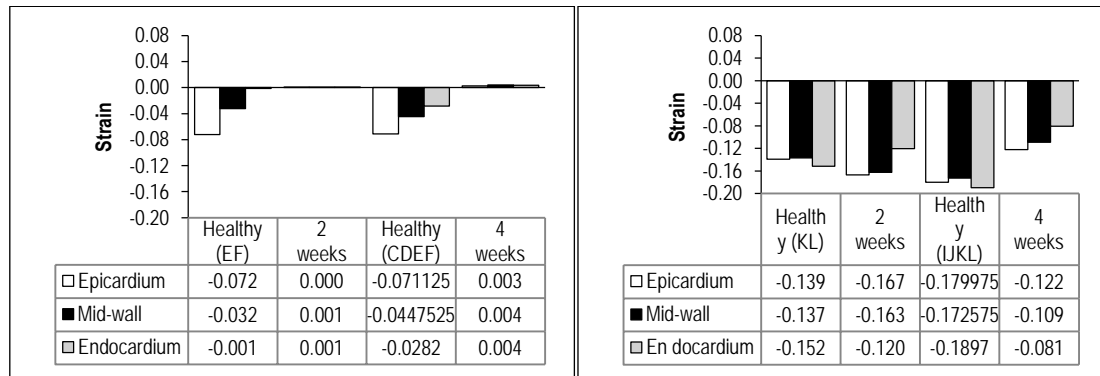 0.08
0.04
0.00
-0.04
-0.08
-0.12
-0.16
-0.20
Strain
Healthy (EF) 2 weeks Healthy (CDEF) 4 weeks
Epicardium -0.072 0.000 -0.071125 0.003
Mid-wall -0.032 0.001 -0.0447525 0.004
Endocardium -0.001 0.001 -0.0282 0.004
0.08
0.04
0.00
-0.04
-0.08
-0.12
-0.16
-0.20
Strain
Health
y (KL)
2
weeks
Health
y
(IJKL)
4
weeks
Epicardium -0.139 -0.167 -0.179975 -0.122
Mid-wall -0.137 -0.163 -0.172575 -0.109
En docardium -0.152 -0.120 -0.1897 -0.081